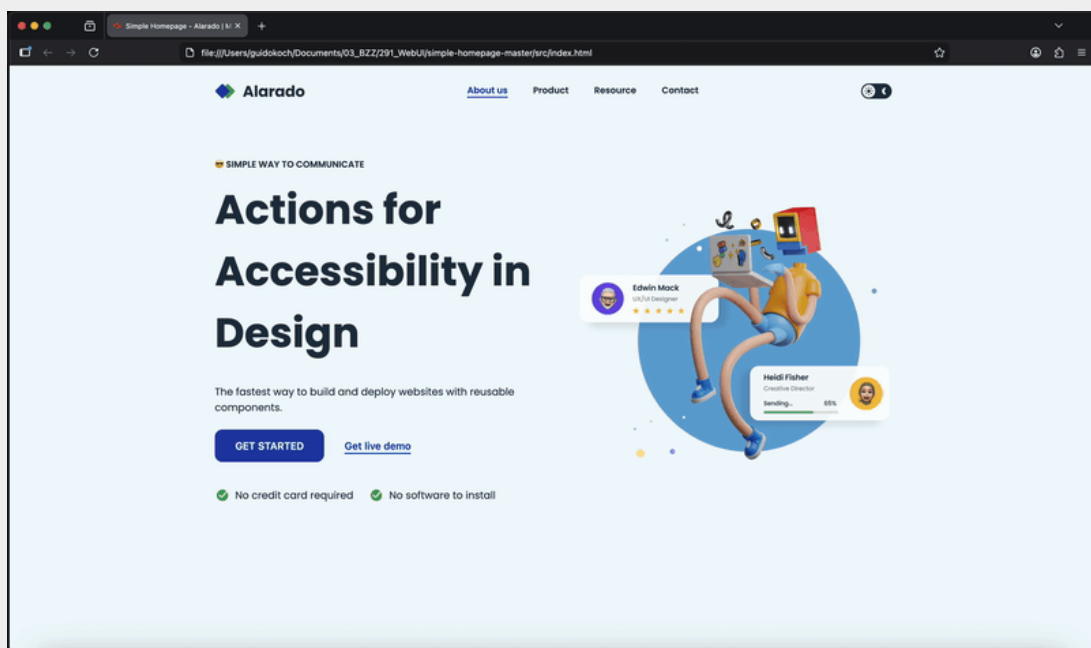 Simple Homepage - Alarado | M
file:///Users/guidokoch/Documents/03_BZZ/291_WebUI/simple-homepage-master/src/index.html
Alarado
About us
Product
Resource
Contact
😎 SIMPLE WAY TO COMMUNICATE
Actions for
Accessibility in
Design
Edwin Mack
UX/UI Designer
Heidi Fisher
Creative Director
Sending...
65%
The fastest way to build and deploy websites with reusable
components.
GET STARTED
Get live demo
No credit card required
No software to install